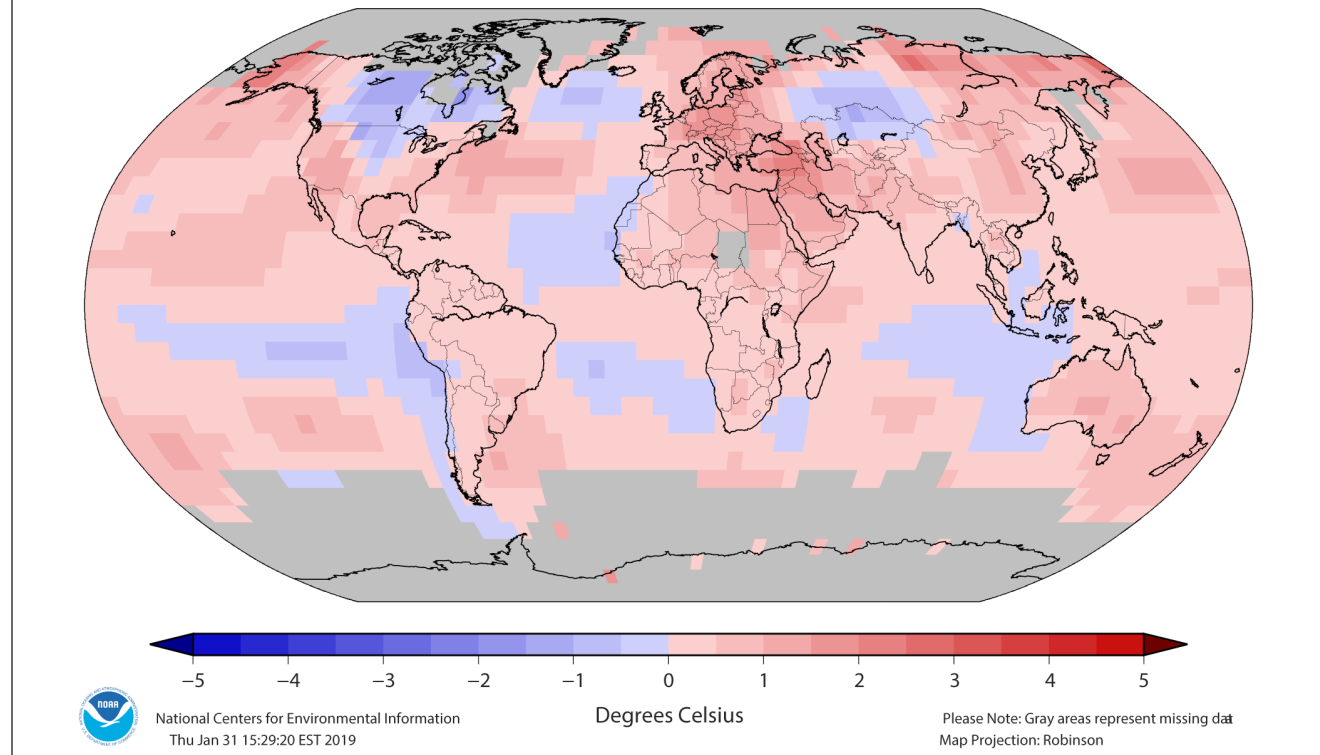 −5 −4 −3 −2 −1 0 1 2 3 4 5
Degrees Celsius
NOAA
National Centers for Environmental Information
Thu Jan 31 15:29:20 EST 2019
Please Note: Gray areas represent missing data
Map Projection: Robinson